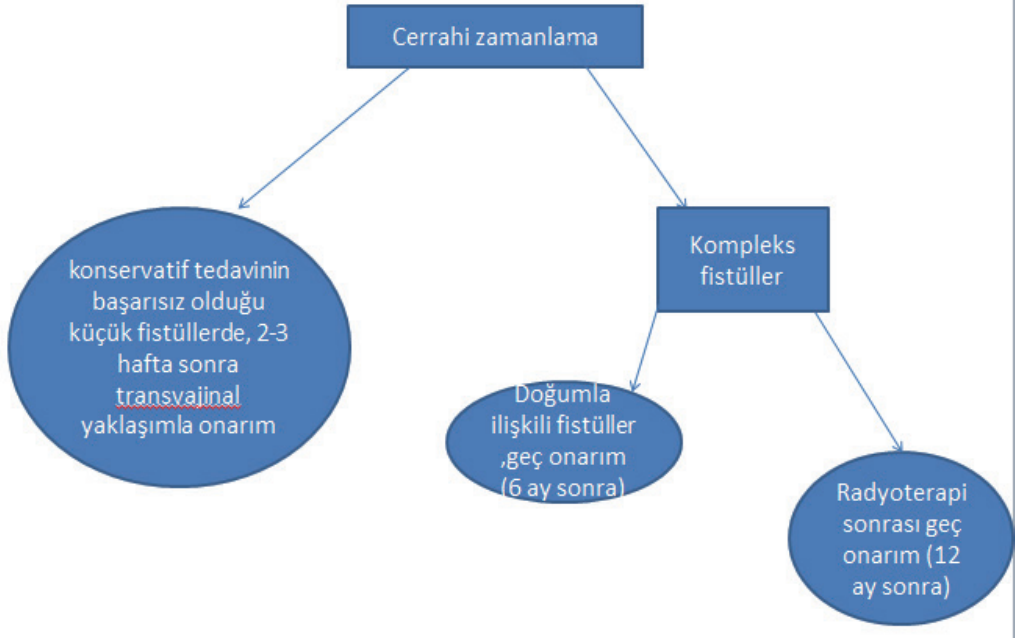 Cerrahi zamanlama
konservatif tedavinin
başarısız olduğu
küçük fistüllerde, 2-3
hafta sonra
transvajinal
yaklaşımla onarım
Kompleks
fistüller
Doğumla
ilişkili fistüller
,geç onarım
(6 ay sonra)
Radyoterapi
sonrası geç
onarım (12
ay sonra)